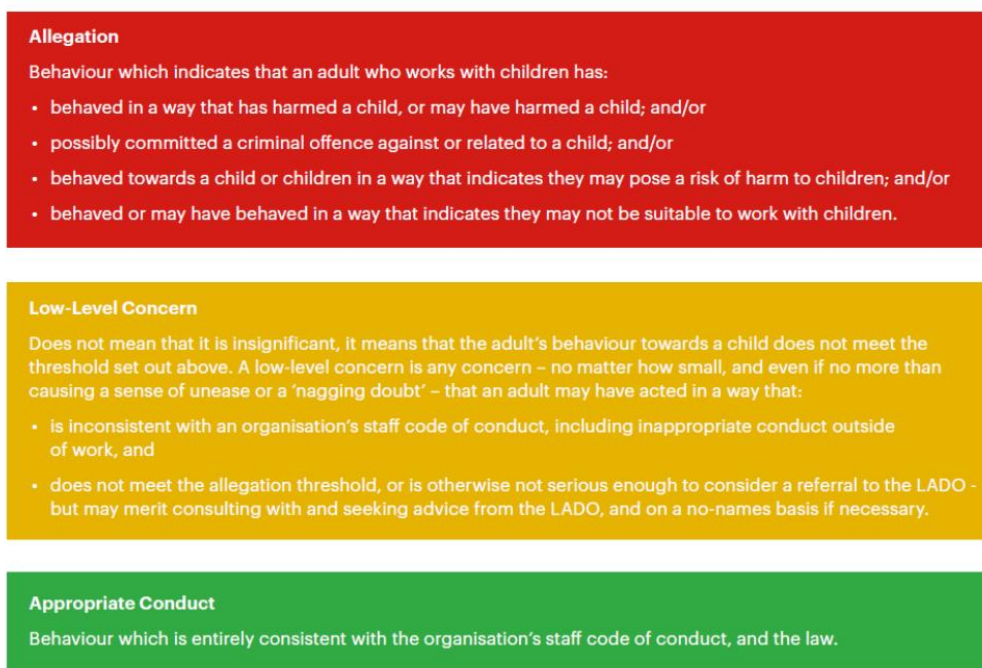 Allegation
Behaviour which indicates that an adult who works with children has:
• behaved in a way that has harmed a child, or may have harmed a child; and/or
• possibly committed a criminal offence against or related to a child; and/or
• behaved towards a child or children in a way that indicates they may pose a risk of harm to children; and/or
• behaved or may have behaved in a way that indicates they may not be suitable to work with children.
Low-Level Concern
Does not mean that it is insignificant, it means that the adult's behaviour towards a child does not meet the
threshold set out above. A low-level concern is any concern – no matter how small, and even if no more than
causing a sense of unease or a 'nagging doubt' – that an adult may have acted in a way that:
• is inconsistent with an organisation's staff code of conduct, including inappropriate conduct outside
of work, and
• does not meet the allegation threshold, or is otherwise not serious enough to consider a referral to the LADO -
but may merit consulting with and seeking advice from the LADO, and on a no-names basis if necessary.
Appropriate Conduct
Behaviour which is entirely consistent with the organisation's staff code of conduct, and the law.